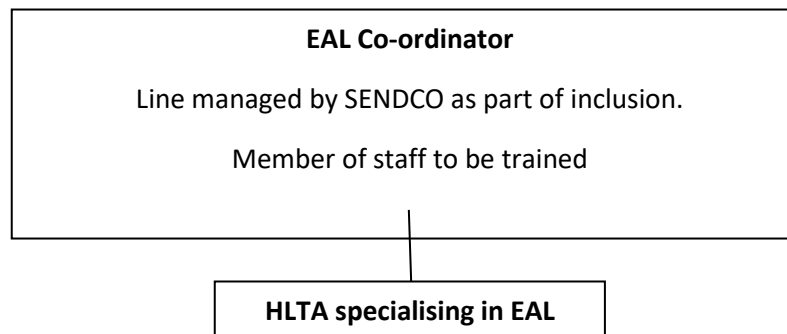 EAL Co-ordinator
Line managed by SENDCO as part of inclusion.
Member of staff to be trained
HLTA specialising in EAL